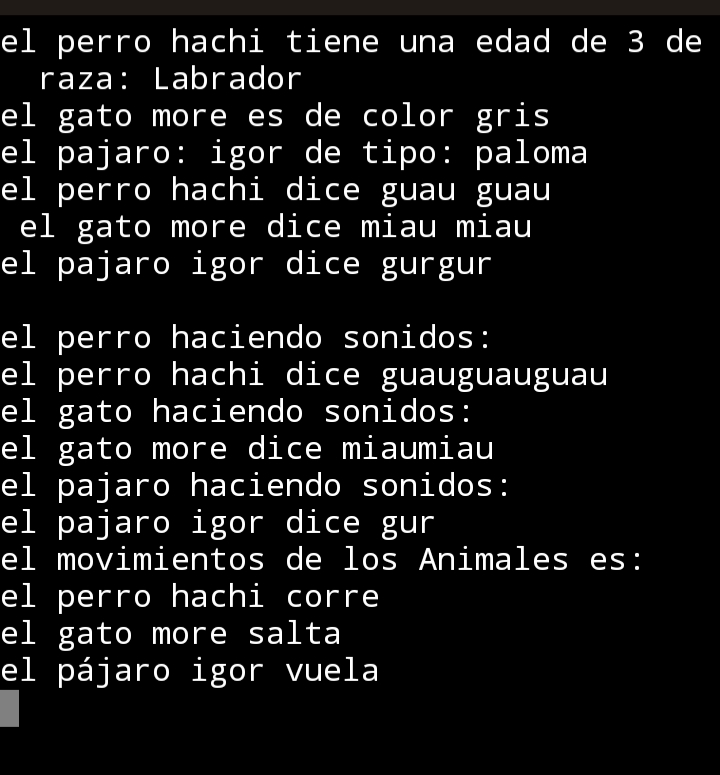 el perro hachi tiene una edad de 3 de
raza: Labrador
el gato more es de color gris
el pajaro: igor de tipo: paloma
el perro hachi dice guau guau
el gato more dice miau miau
el pajaro igor dice gurgur
el perro haciendo sonidos:
el perro hachi dice guauguauguau
el gato haciendo sonidos:
el gato more dice miaumiau
el pajaro haciendo sonidos:
el pajaro igor dice gur
el movimientos de los Animales es:
el perro hachi corre
el gato more salta
el pájaro igor vuela